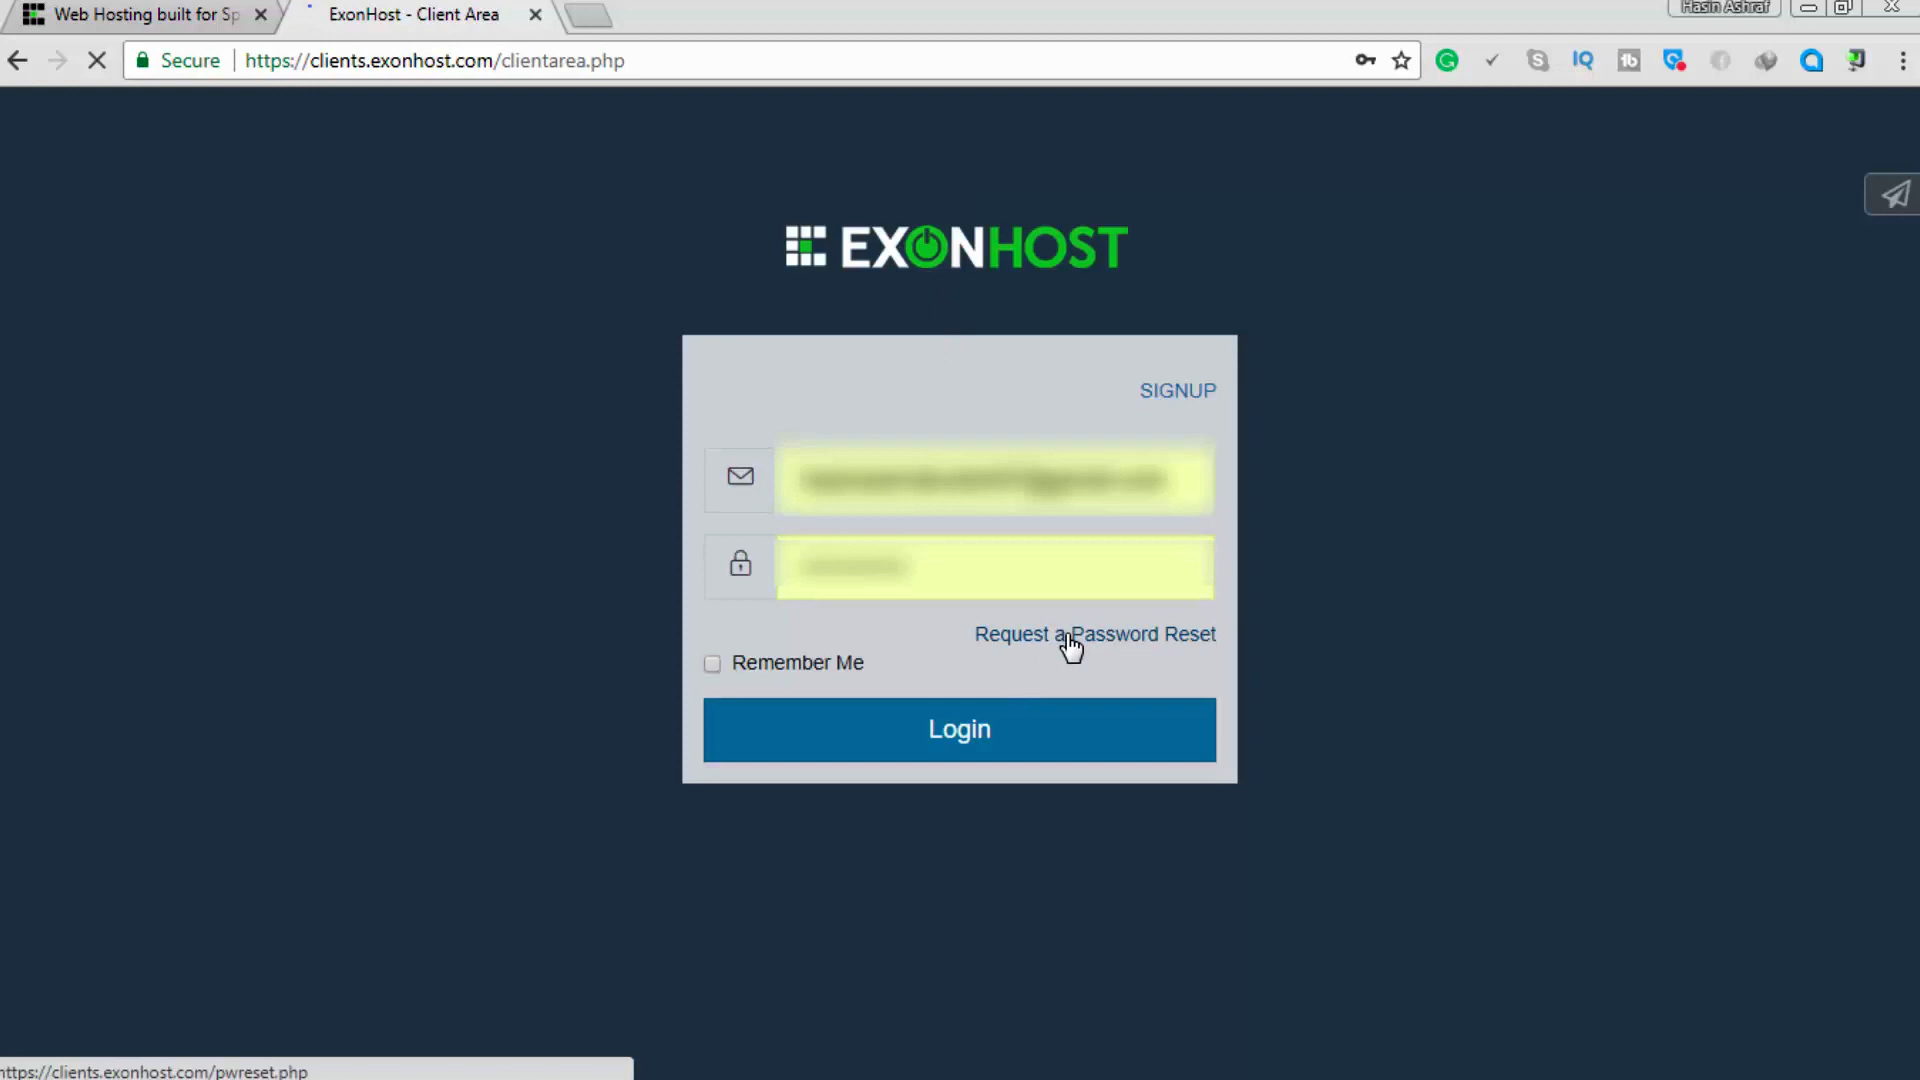 Web Hosting built for Sp
ExonHost - Client Area
Hasin Ashraf
Secure
https://clients.exonhost.com/clientarea.php
IQ
EXONHOST
SIGNUP
Request a Password Reset
Remember Me
Login
https://clients.exonhost.com/pwreset.php